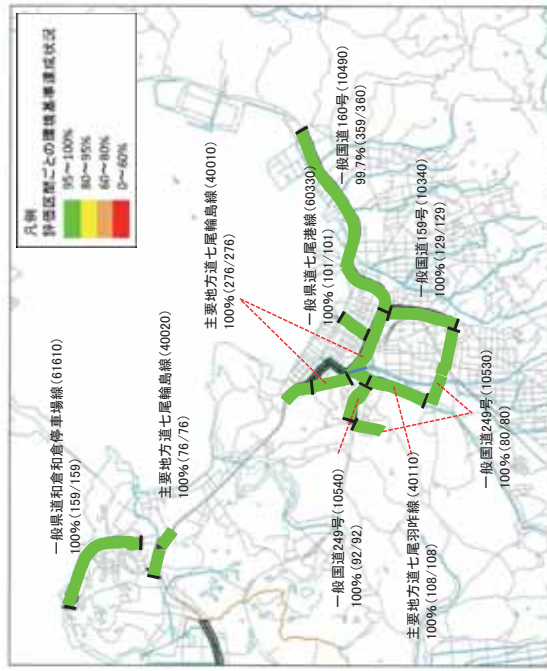 凡例
評価区間ごとの環境基準達成状況
95～100%
80～95%
60～80%
0～60%
一般県道和倉和倉停車場線(61610)
100%(159/159)
主要地方道七尾輪島線(40020)
100%(76/76)
主要地方道七尾輪島線(40010)
100%(276/276)
一般県道七尾港線(60330)
100%(101/101)
一般国道160号(10490)
99.7%(359/360)
一般国道159号(10340)
100%(129/129)
一般国道249号(10540)
100%(92/92)
主要地方道七尾羽咋線(40110)
100%(108/108)
一般国道249号(10530)
100%(80/80)